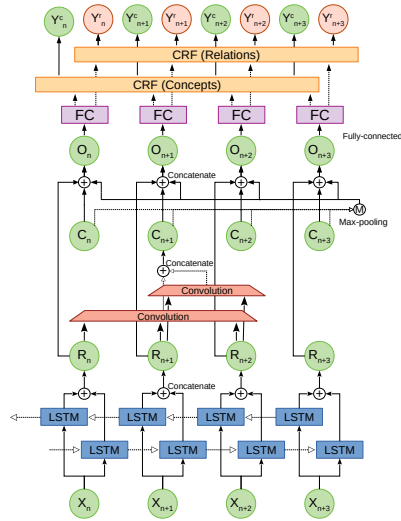 Y^c_n Y^r_n Y^c_n+1 Y^r_n+1 Y^c_n+2 Y^r_n+2 Y^c_n+3 Y^r_n+3
CRF (Relations)
CRF (Concepts)
FC FC FC FC
Fully-connected
O_n O_n+1 O_n+2 O_n+3
Concatenate
M
Max-pooling
C_n C_n+1 C_n+2 C_n+3
Concatenate
Convolution
Convolution
R_n R_n+1 R_n+2 R_n+3
Concatenate
LSTM LSTM LSTM LSTM
LSTM LSTM LSTM LSTM
X_n X_n+1 X_n+2 X_n+3